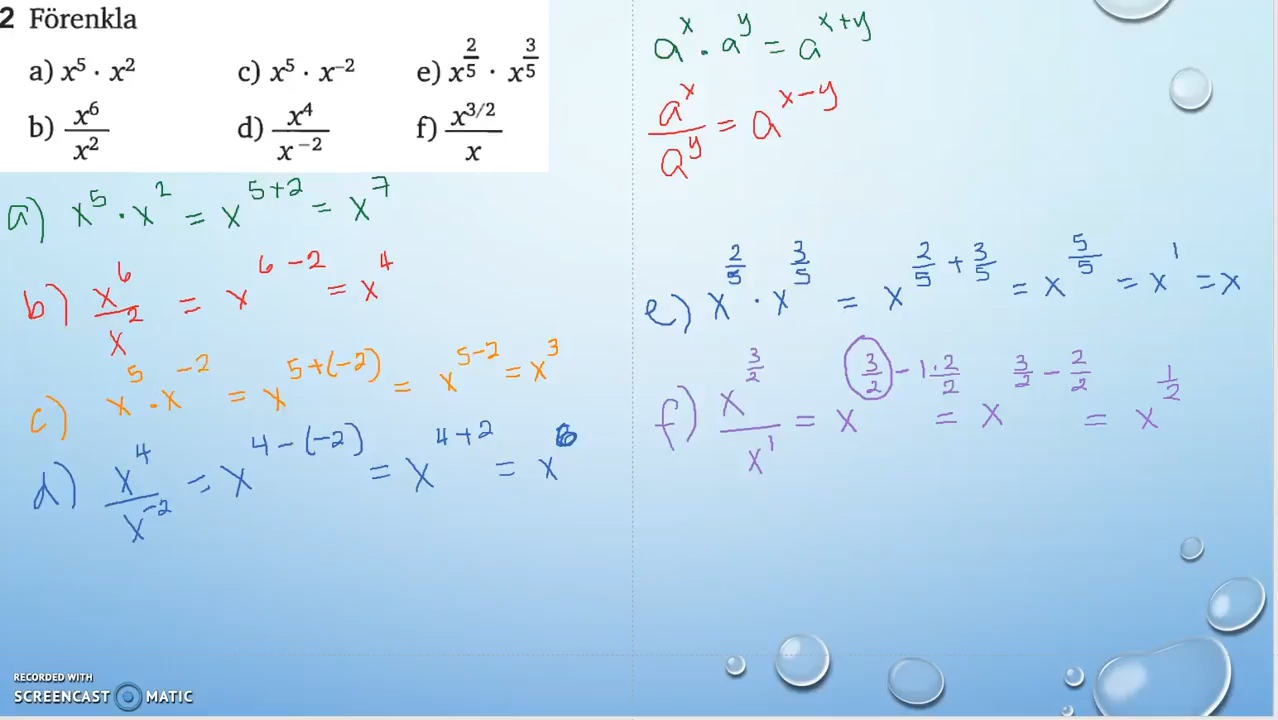 2 Förenkla
a) x⁵ · x² c) x⁵ · x⁻² e) x^(2/5) · x^(3/5)
b) x⁶/x² d) x⁴/x⁻² f) x^(3/2)/x
a^x · a^y = a^(x+y)
a^x/a^y = a^(x−y)
a) x⁵ · x² = x^(5+2) = x⁷
b) x⁶/x² = x^(6−2) = x⁴
c) x⁵ · x⁻² = x^(5+(−2)) = x^(5−2) = x³
d) x⁴/x⁻² = x^(4−(−2)) = x^(4+2) = x⁶
e) x^(2/5) · x^(3/5) = x^(2/5 + 3/5) = x^(5/5) = x¹ = x
f) x^(3/2)/x¹ = x^(3/2 − 1·2/2) = x^(3/2 − 2/2) = x^(1/2)
RECORDED WITH
SCREENCAST MATIC